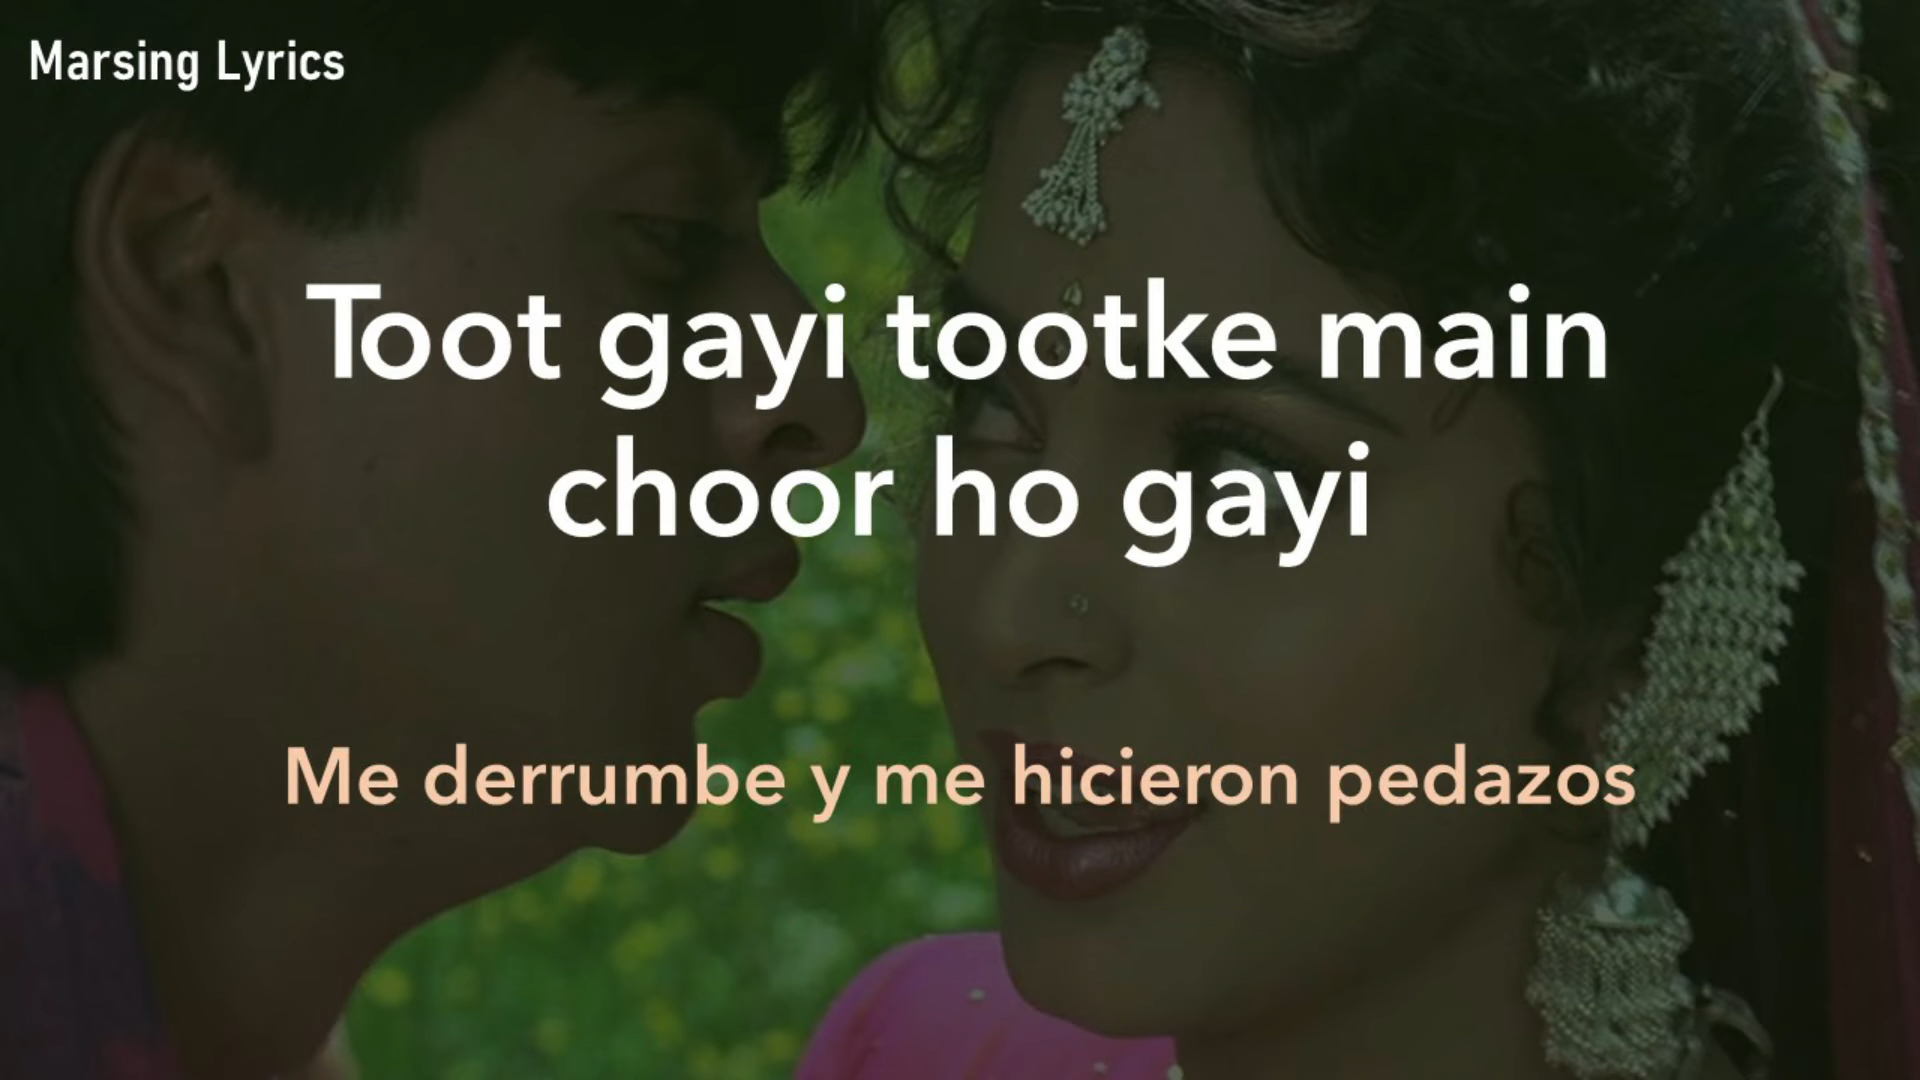 Marsing Lyrics
Toot gayi tootke main
choor ho gayi
Me derrumbe y me hicieron pedazos